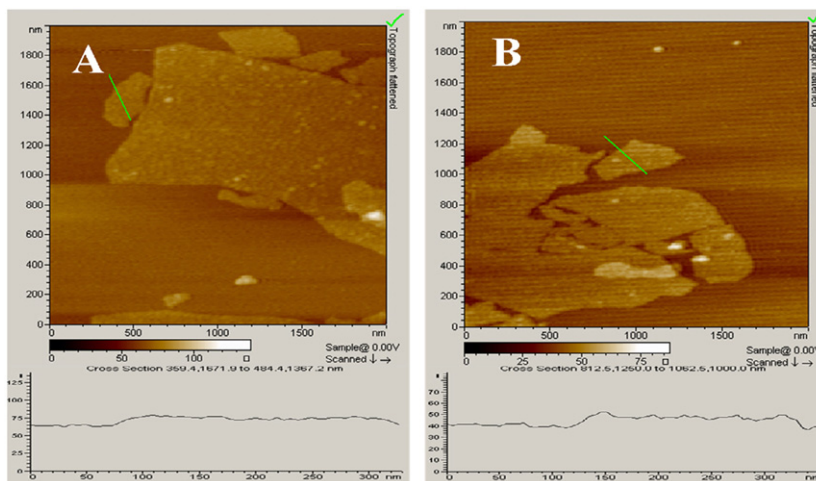 A
nm
1800
1600
1400
1200
1000
800
600
400
200
0
0 500 1000 1500 nm
Topograph flattened
0 50 100
Sample@ 0.00V
Scanned ↓ →
Cross Section 359.4,1671.9 to 484.4,1367.2 nm
125
100
75
50
25
0
0 50 100 150 200 250 300 nm
B
nm
1800
1600
1400
1200
1000
800
600
400
200
0
0 500 1000 1500 nm
Topograph flattened
0 25 50 75
Sample@ 0.00V
Scanned ↓ →
Cross Section 812.5,1250.0 to 1062.5,1000.0 nm
80
70
60
50
40
30
20
10
0
0 50 100 150 200 250 300